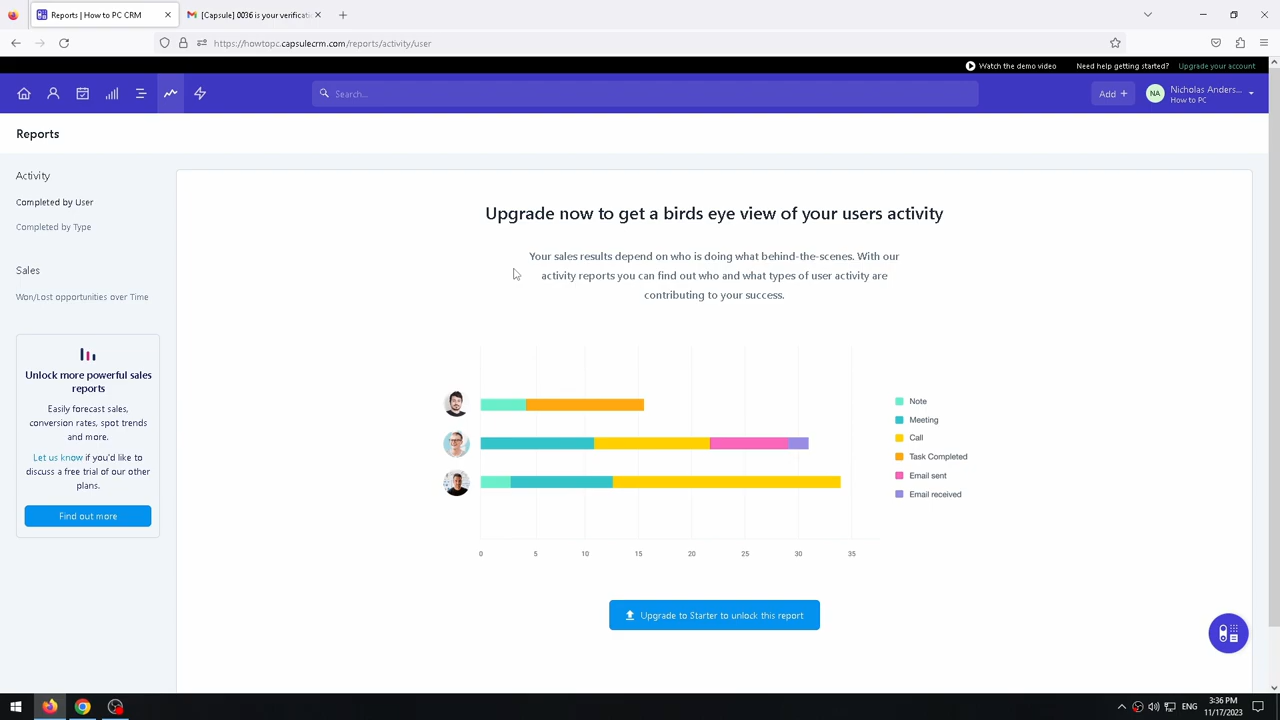 Reports | How to PC CRM
[Capsule] 0036 is your verificati
https://howtopc.capsulecrm.com/reports/activity/user
Watch the demo video
Need help getting started?
Upgrade your account
Search...
Add +
NA
Nicholas Anders...
How to PC
Reports
Activity
Completed by User
Completed by Type
Sales
Won/Lost opportunities over Time
Unlock more powerful sales
reports
Easily forecast sales,
conversion rates, spot trends
and more.
Let us know if you'd like to
discuss a free trial of our other
plans.
Find out more
Upgrade now to get a birds eye view of your users activity
Your sales results depend on who is doing what behind-the-scenes. With our
activity reports you can find out who and what types of user activity are
contributing to your success.
Note
Meeting
Call
Task Completed
Email sent
Email received
0 5 10 15 20 25 30 35
Upgrade to Starter to unlock this report
ENG
3:36 PM
11/17/2023